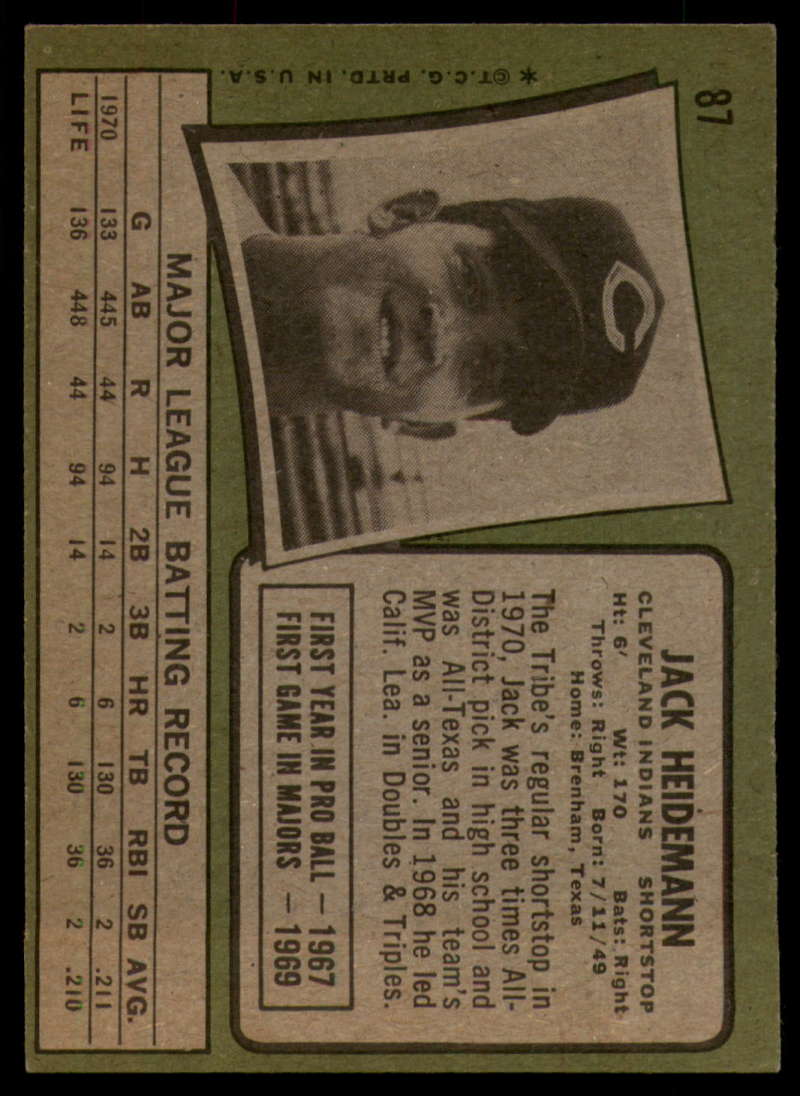 87
* ©T.C.G. PRTD. IN U.S.A.
C
JACK HEIDEMANN
CLEVELAND INDIANS SHORTSTOP
Ht: 6' Wt: 170 Bats: Right
Throws: Right Born: 7/11/49
Home: Brenham, Texas
The Tribe's regular shortstop in
1970, Jack was three times All-
District pick in high school and
was All-Texas and his team's
MVP as a senior. In 1968 he led
Calif. Lea. in Doubles & Triples.
FIRST YEAR IN PRO BALL — 1967
FIRST GAME IN MAJORS — 1969
MAJOR LEAGUE BATTING RECORD
G AB R H 2B 3B HR TB RBI SB AVG.
1970 133 445 44 94 14 2 6 130 36 2 .211
LIFE 136 448 44 94 14 2 6 130 36 2 .210